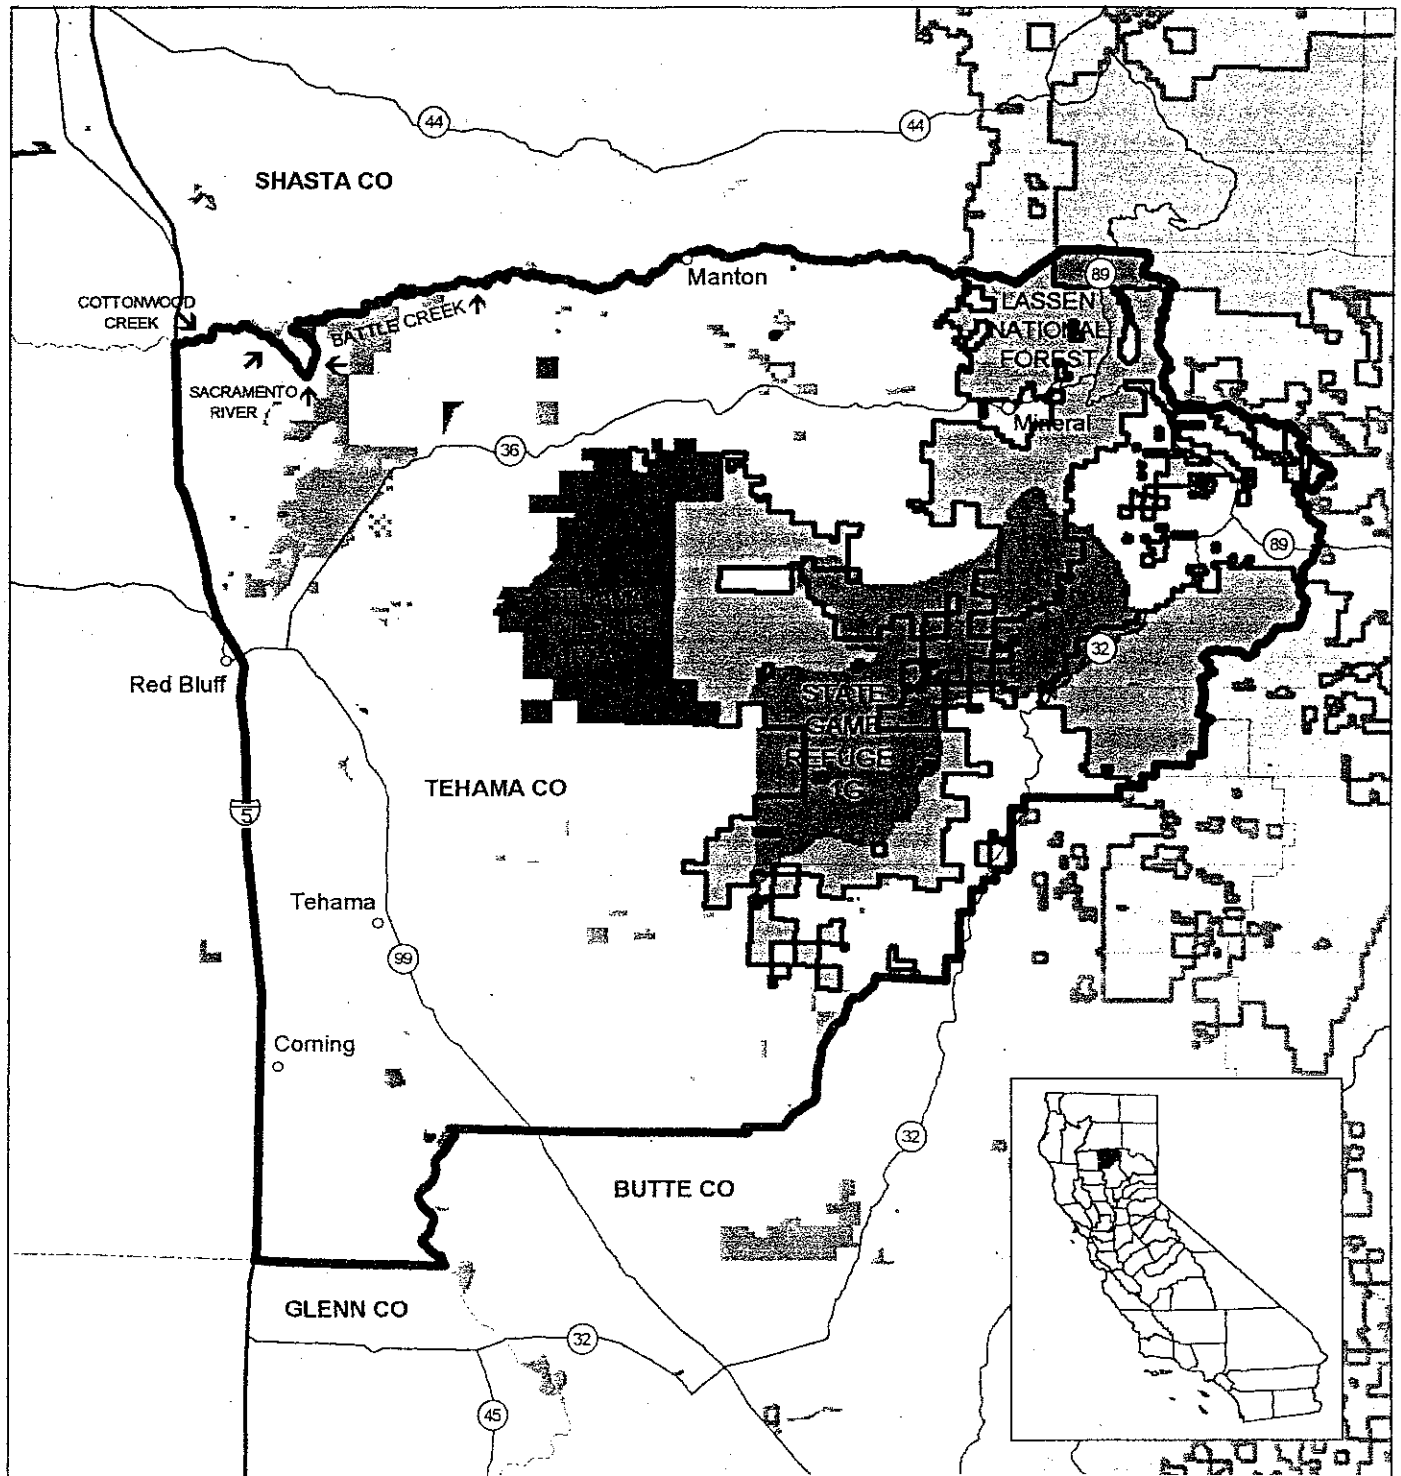 44
44
SHASTA CO
Manton
COTTONWOOD
CREEK
BATTLE CREEK
89
LASSEN
NATIONAL
FOREST
SACRAMENTO
RIVER
Mineral
36
89
32
Red Bluff
STATE
GAME
REFUGE
1G
TEHAMA CO
5
Tehama
99
Corning
32
BUTTE CO
GLENN CO
32
45